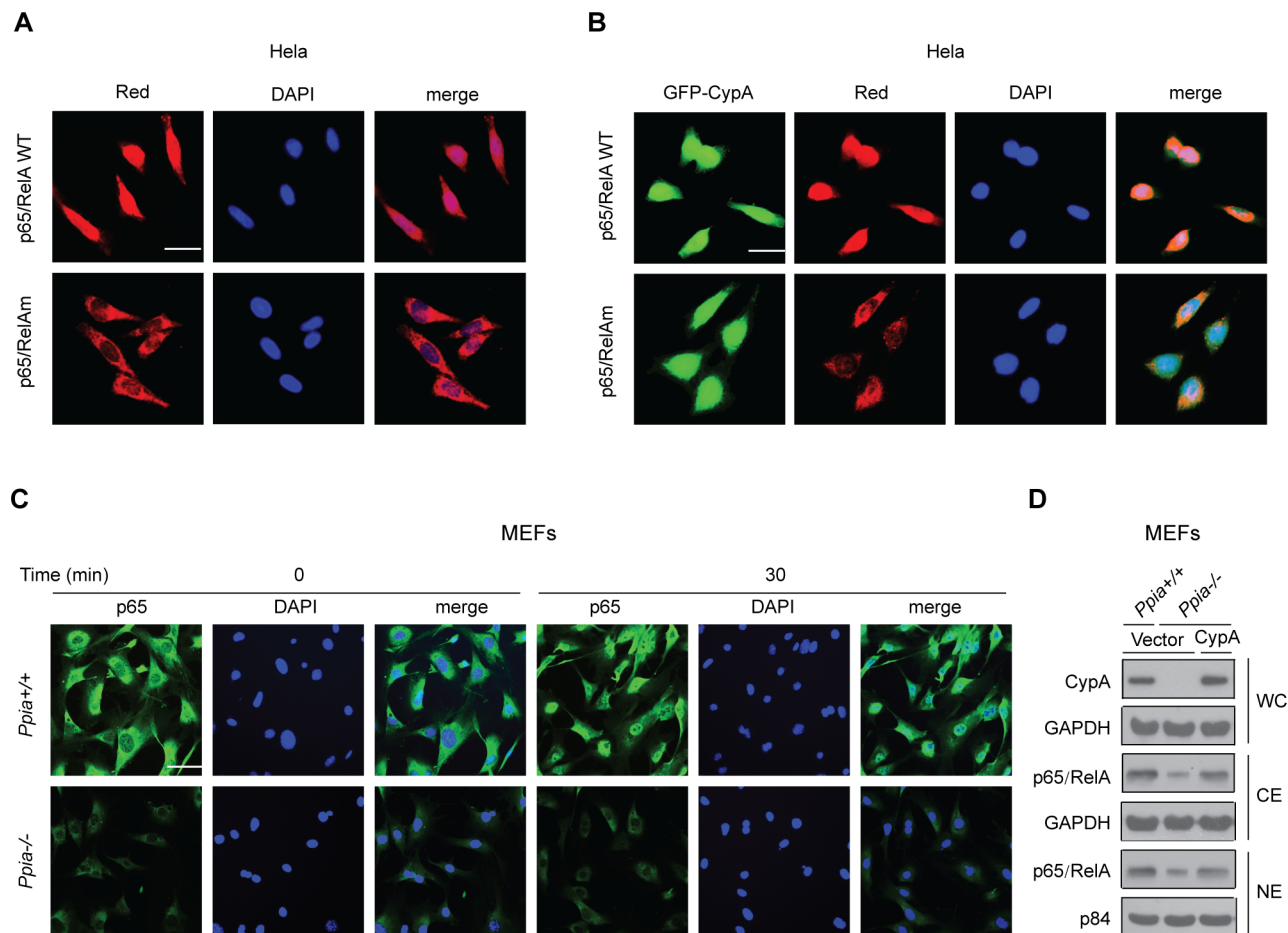 A
Hela
Red DAPI merge
p65/RelA WT
p65/RelAm
B
Hela
GFP-CypA Red DAPI merge
p65/RelA WT
p65/RelAm
C
MEFs
Time (min) 0 30
p65 DAPI merge p65 DAPI merge
Ppia+/+
Ppia-/-
D
MEFs
Ppia+/+ Ppia-/-
Vector CypA
CypA
GAPDH
WC
p65/RelA
GAPDH
CE
p65/RelA
p84
NE